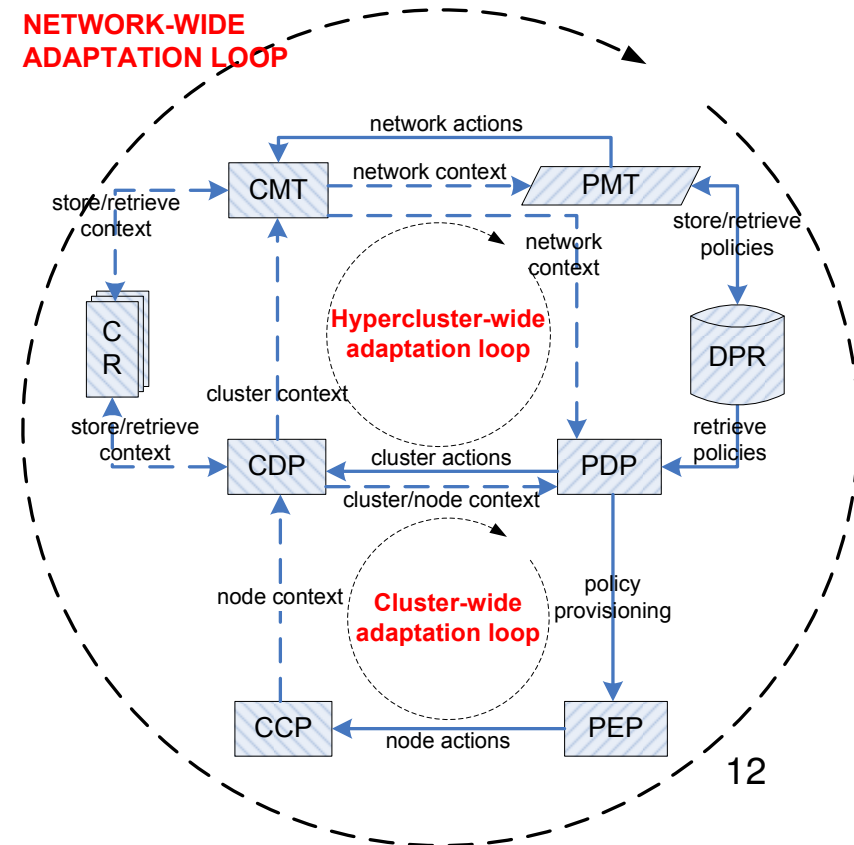 NETWORK-WIDE
ADAPTATION LOOP
network actions
CMT
network context
PMT
store/retrieve
context
network
context
store/retrieve
policies
C
R
Hypercluster-wide
adaptation loop
DPR
cluster context
store/retrieve
context
retrieve
policies
CDP
cluster actions
PDP
cluster/node context
node context
Cluster-wide
adaptation loop
policy
provisioning
CCP
node actions
PEP
12